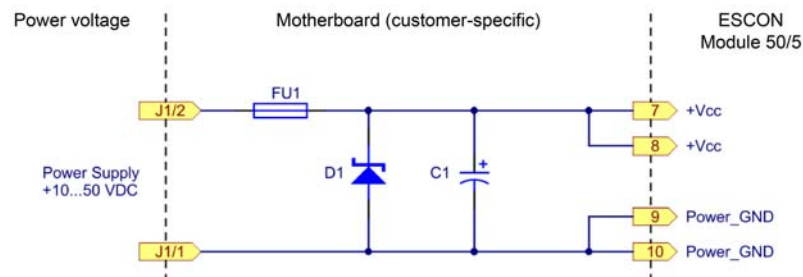 Power voltage
Motherboard (customer-specific)
ESCON
Module 50/5
FU1
J1/2
7
+Vcc
8
+Vcc
Power Supply
+10...50 VDC
D1
C1
+
9
Power_GND
J1/1
10
Power_GND